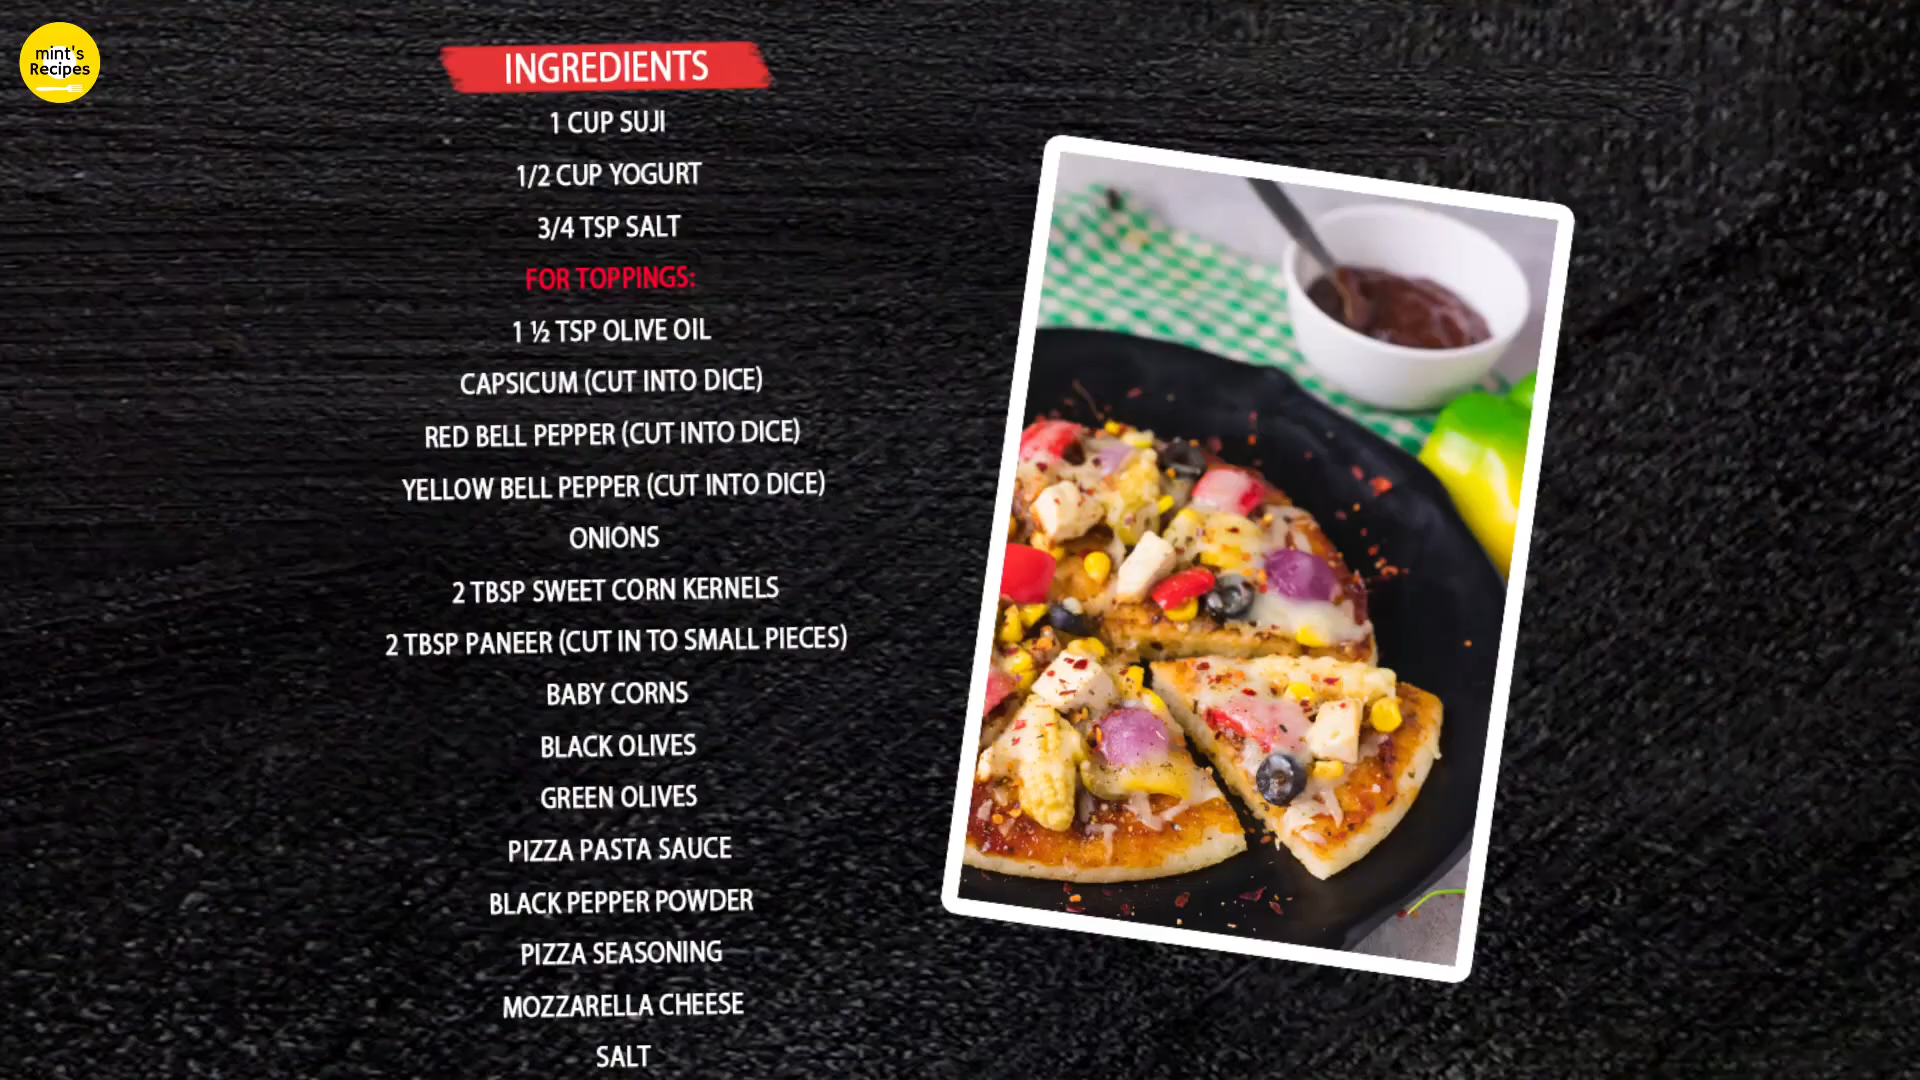 mint's
Recipes
INGREDIENTS
1 CUP SUJI
1/2 CUP YOGURT
3/4 TSP SALT
FOR TOPPINGS:
1 ½ TSP OLIVE OIL
CAPSICUM (CUT INTO DICE)
RED BELL PEPPER (CUT INTO DICE)
YELLOW BELL PEPPER (CUT INTO DICE)
ONIONS
2 TBSP SWEET CORN KERNELS
2 TBSP PANEER (CUT IN TO SMALL PIECES)
BABY CORNS
BLACK OLIVES
GREEN OLIVES
PIZZA PASTA SAUCE
BLACK PEPPER POWDER
PIZZA SEASONING
MOZZARELLA CHEESE
SALT